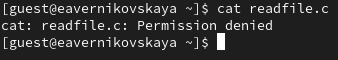 [guest@eavernikovskaya ~]$ cat readfile.c
cat: readfile.c: Permission denied
[guest@eavernikovskaya ~]$